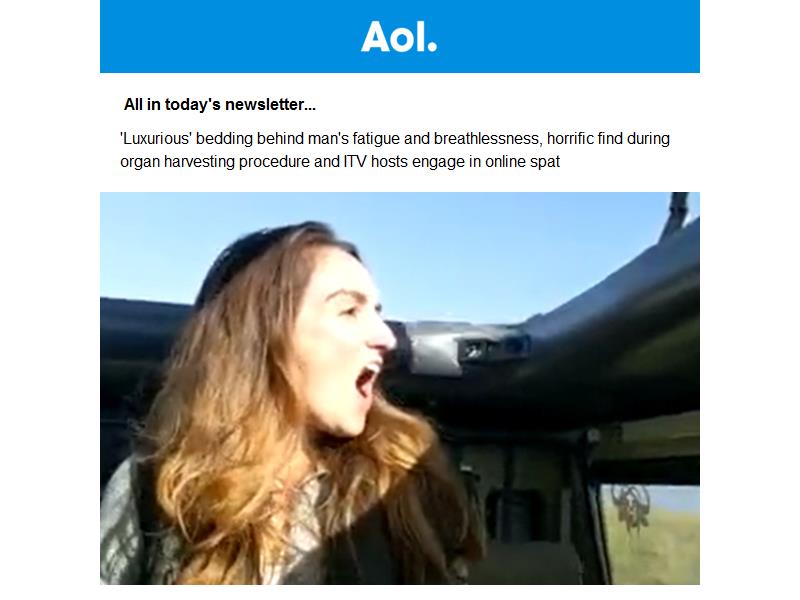 Aol.
All in today's newsletter...
'Luxurious' bedding behind man's fatigue and breathlessness, horrific find during
organ harvesting procedure and ITV hosts engage in online spat